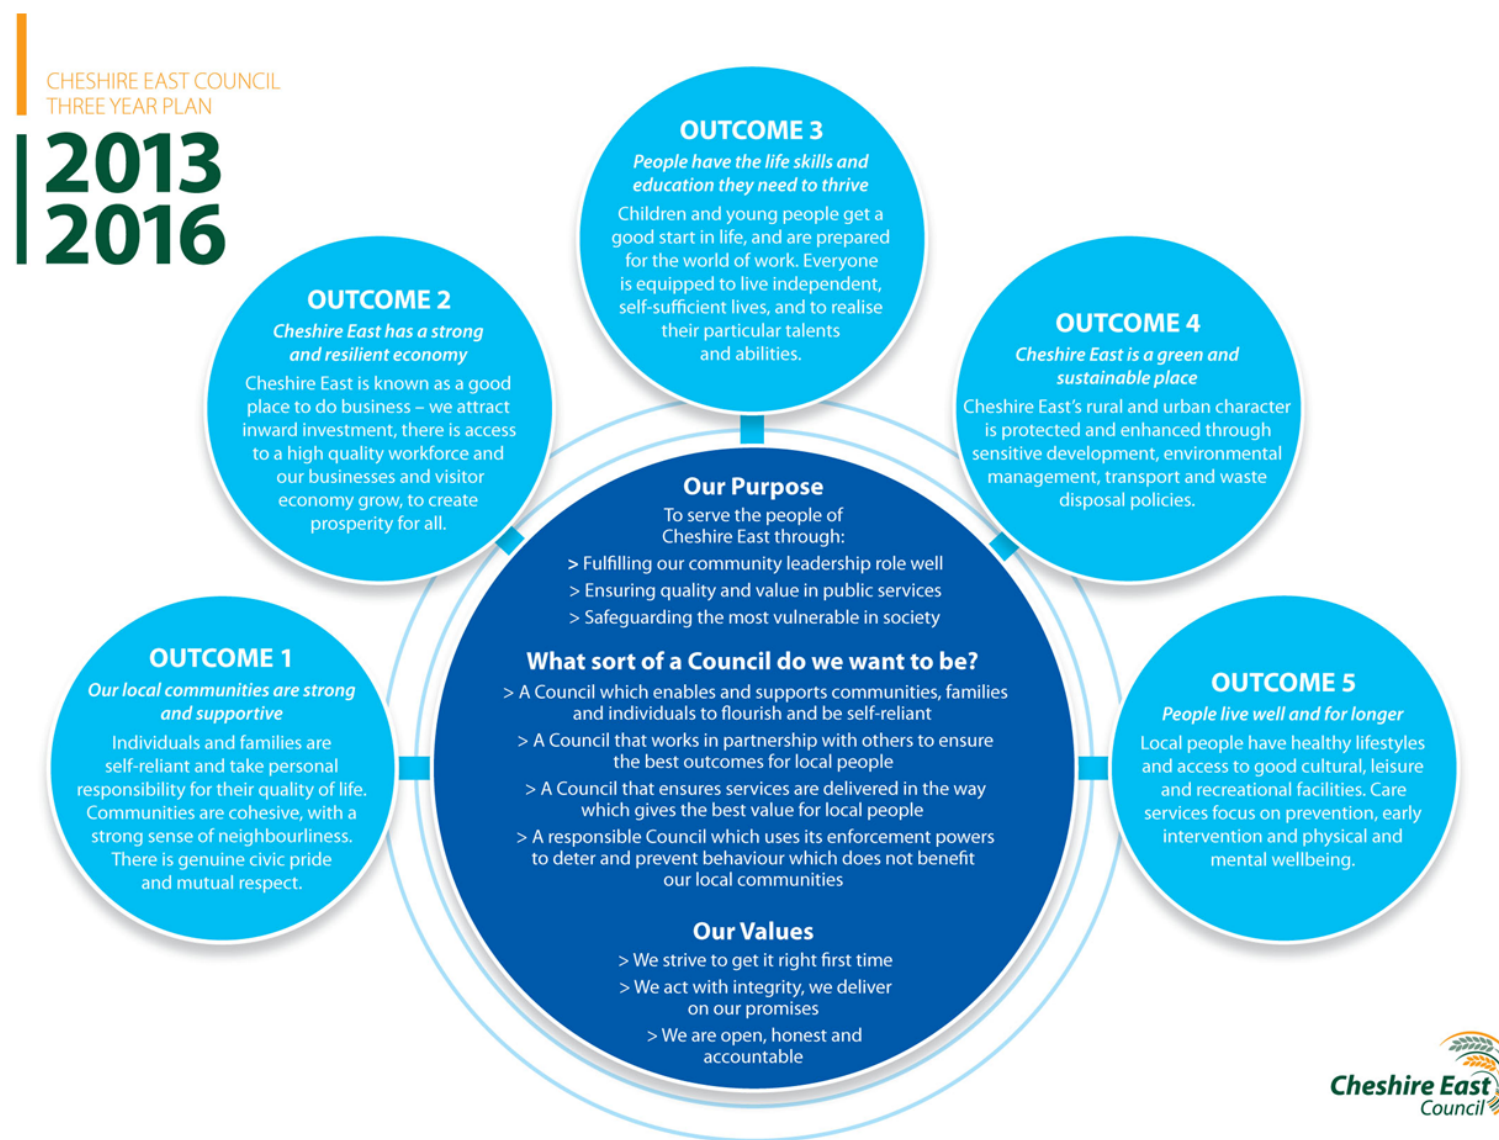 CHESHIRE EAST COUNCIL
THREE YEAR PLAN
2013
2016
OUTCOME 1
Our local communities are strong
and supportive
Individuals and families are
self-reliant and take personal
responsibility for their quality of life.
Communities are cohesive, with a
strong sense of neighbourliness.
There is genuine civic pride
and mutual respect.
OUTCOME 2
Cheshire East has a strong
and resilient economy
Cheshire East is known as a good
place to do business – we attract
inward investment, there is access
to a high quality workforce and
our businesses and visitor
economy grow, to create
prosperity for all.
OUTCOME 3
People have the life skills and
education they need to thrive
Children and young people get a
good start in life, and are prepared
for the world of work. Everyone
is equipped to live independent,
self-sufficient lives, and to realise
their particular talents
and abilities.
OUTCOME 4
Cheshire East is a green and
sustainable place
Cheshire East's rural and urban character
is protected and enhanced through
sensitive development, environmental
management, transport and waste
disposal policies.
OUTCOME 5
People live well and for longer
Local people have healthy lifestyles
and access to good cultural, leisure
and recreational facilities. Care
services focus on prevention, early
intervention and physical and
mental wellbeing.
Our Purpose
To serve the people of
Cheshire East through:
> Fulfilling our community leadership role well
> Ensuring quality and value in public services
> Safeguarding the most vulnerable in society
What sort of a Council do we want to be?
> A Council which enables and supports communities, families
and individuals to flourish and be self-reliant
> A Council that works in partnership with others to ensure
the best outcomes for local people
> A Council that ensures services are delivered in the way
which gives the best value for local people
> A responsible Council which uses its enforcement powers
to deter and prevent behaviour which does not benefit
our local communities
Our Values
> We strive to get it right first time
> We act with integrity, we deliver
on our promises
> We are open, honest and
accountable
Cheshire East
Council